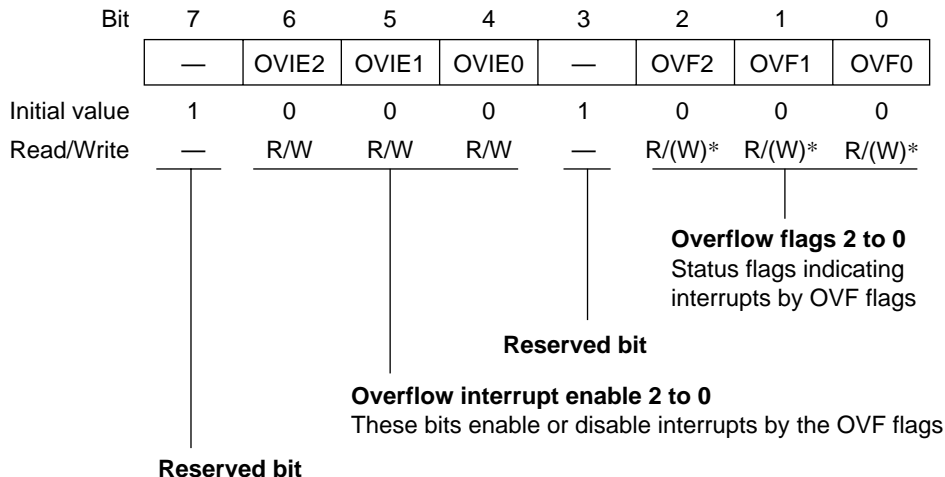 Bit 7 6 5 4 3 2 1 0
— OVIE2 OVIE1 OVIE0 — OVF2 OVF1 OVF0
Initial value 1 0 0 0 1 0 0 0
Read/Write — R/W R/W R/W — R/(W)* R/(W)* R/(W)*
Overflow flags 2 to 0
Status flags indicating
interrupts by OVF flags
Reserved bit
Overflow interrupt enable 2 to 0
These bits enable or disable interrupts by the OVF flags
Reserved bit